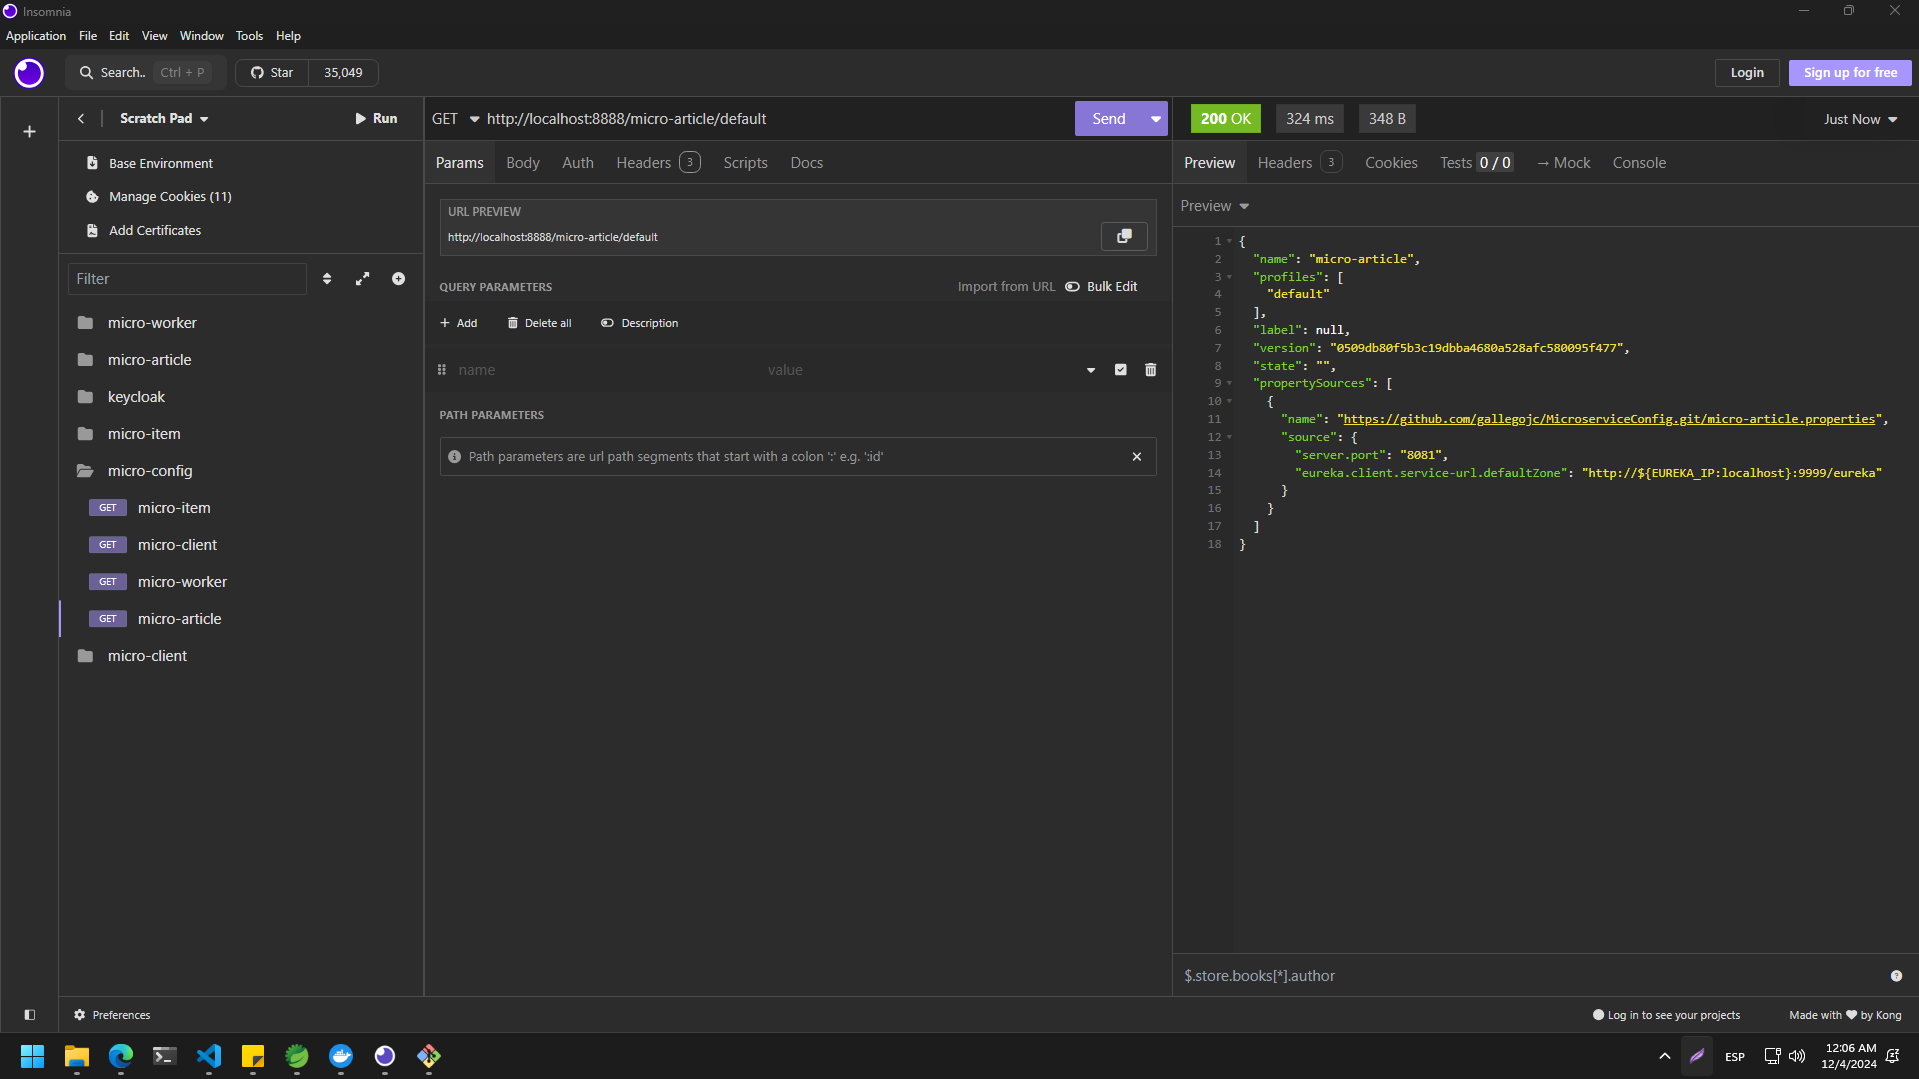 Insomnia
Application File Edit View Window Tools Help
Search.. Ctrl + P Star 35,049 Login Sign up for free
Scratch Pad Run
Base Environment
Manage Cookies (11)
Add Certificates
Filter
micro-worker
micro-article
keycloak
micro-item
micro-config
GET micro-item
GET micro-client
GET micro-worker
GET micro-article
micro-client
GET http://localhost:8888/micro-article/default Send
Params Body Auth Headers 3 Scripts Docs
URL PREVIEW
http://localhost:8888/micro-article/default
QUERY PARAMETERS Import from URL Bulk Edit
+ Add Delete all Description
name value
PATH PARAMETERS
Path parameters are url path segments that start with a colon ':' e.g. ':id'
200 OK 324 ms 348 B Just Now
Preview Headers 3 Cookies Tests 0 / 0 → Mock Console
Preview
1 {
2 "name": "micro-article",
3 "profiles": [
4 "default"
5 ],
6 "label": null,
7 "version": "0509db80f5b3c19dbba4680a528afc580095f477",
8 "state": "",
9 "propertySources": [
10 {
11 "name": "https://github.com/gallegojc/MicroserviceConfig.git/micro-article.properties",
12 "source": {
13 "server.port": "8081",
14 "eureka.client.service-url.defaultZone": "http://${EUREKA_IP:localhost}:9999/eureka"
15 }
16 }
17 ]
18 }
$.store.books[*].author
Preferences Log in to see your projects Made with ♥ by Kong
ESP 12:06 AM
12/4/2024